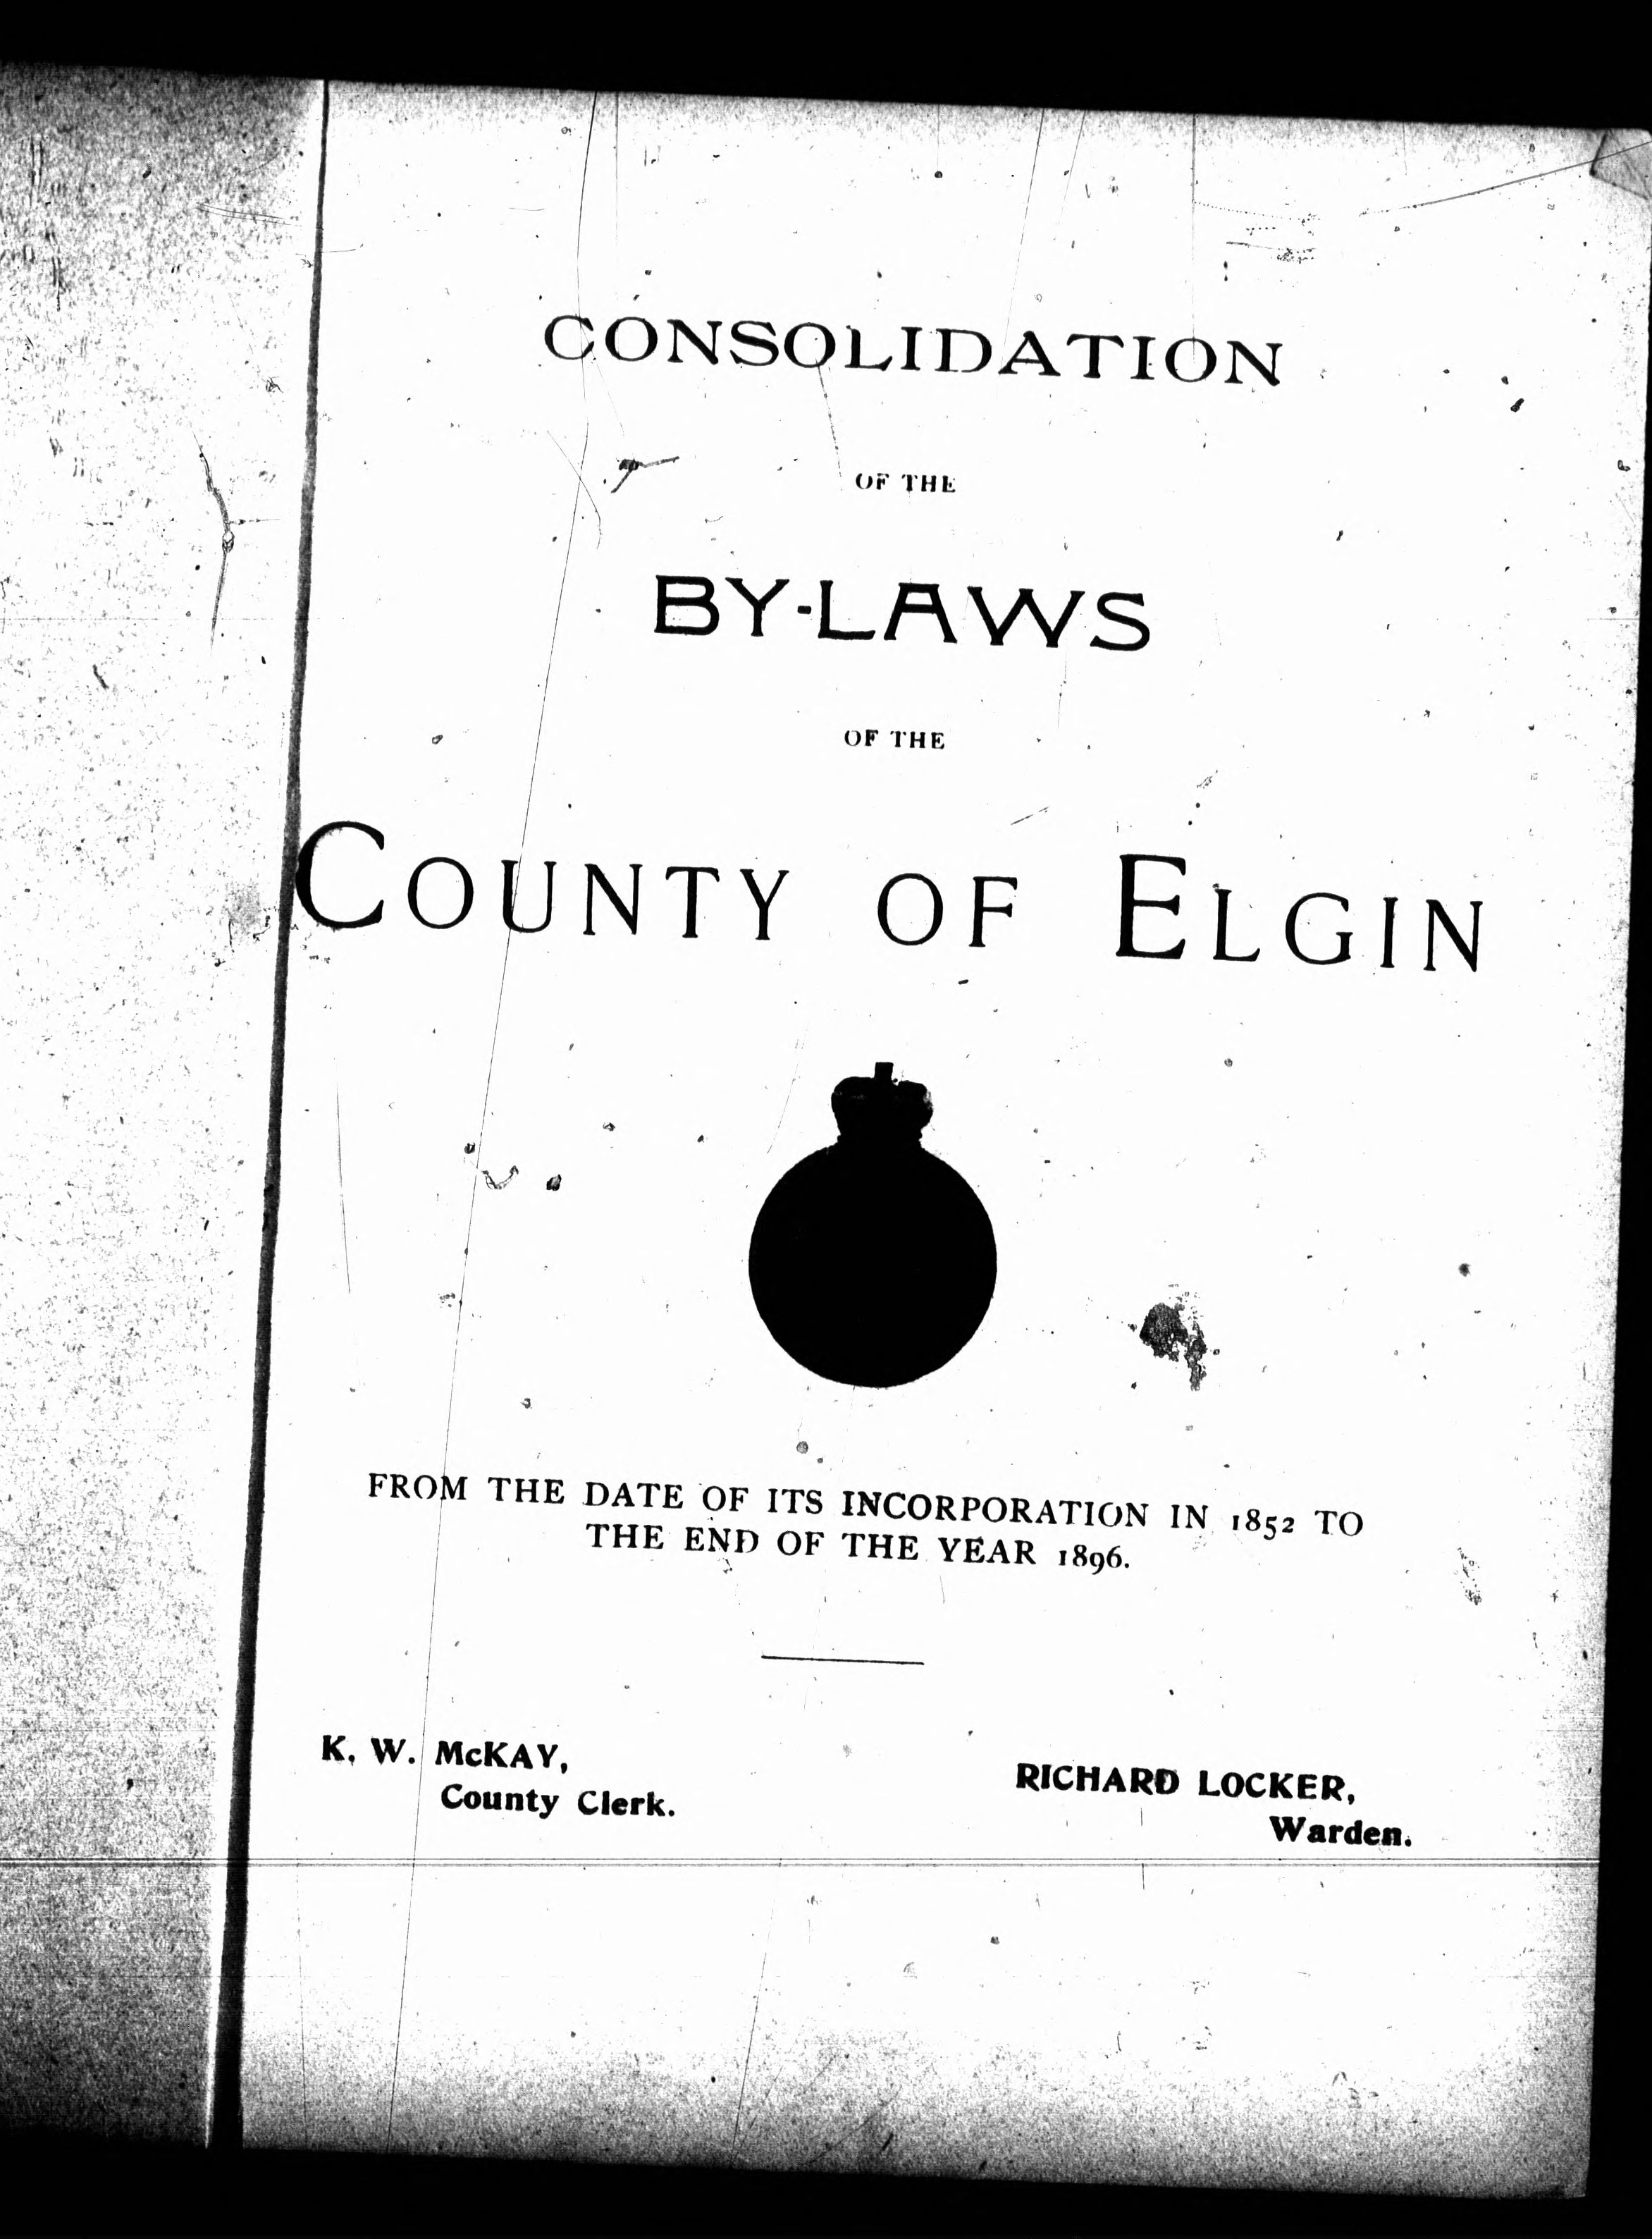 CONSOLIDATION
OF THE
BY-LAWS
OF THE
COUNTY OF ELGIN
FROM THE DATE OF ITS INCORPORATION IN 1852 TO
THE END OF THE YEAR 1896.
K. W. McKAY,
County Clerk.
RICHARD LOCKER,
Warden.